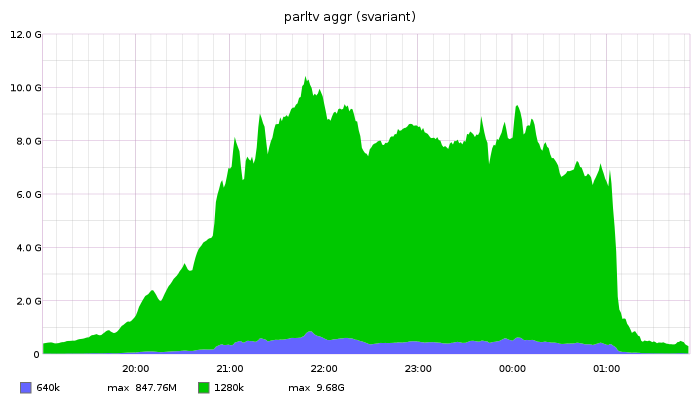 parltv aggr (svariant)
12.0 G
10.0 G
8.0 G
6.0 G
4.0 G
2.0 G
0
20:00 21:00 22:00 23:00 00:00 01:00
640k max 847.76M 1280k max 9.68G